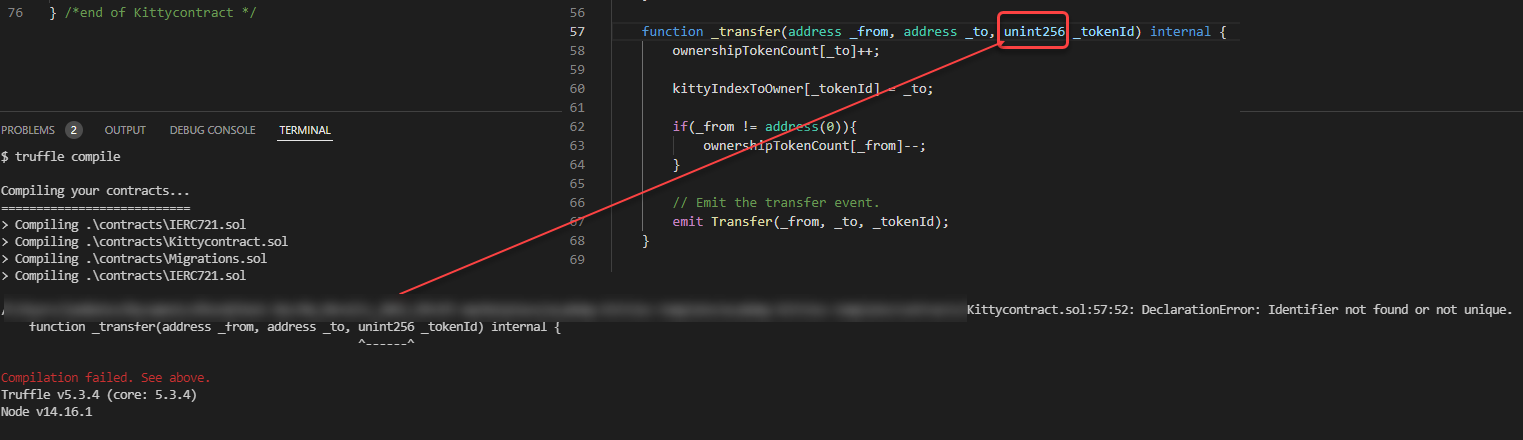 76 } /*end of Kittycontract */
56
57 function _transfer(address _from, address _to, unint256 _tokenId) internal {
58 ownershipTokenCount[_to]++;
59
60 kittyIndexToOwner[_tokenId] = _to;
61
62 if(_from != address(0)){
63 ownershipTokenCount[_from]--;
64 }
65
66 // Emit the transfer event.
67 emit Transfer(_from, _to, _tokenId);
68 }
69
PROBLEMS 2 OUTPUT DEBUG CONSOLE TERMINAL
$ truffle compile
Compiling your contracts...
===========================
> Compiling .\contracts\IERC721.sol
> Compiling .\contracts\Kittycontract.sol
> Compiling .\contracts\Migrations.sol
> Compiling .\contracts\IERC721.sol
Kittycontract.sol:57:52: DeclarationError: Identifier not found or not unique.
function _transfer(address _from, address _to, unint256 _tokenId) internal {
^------^
Compilation failed. See above.
Truffle v5.3.4 (core: 5.3.4)
Node v14.16.1